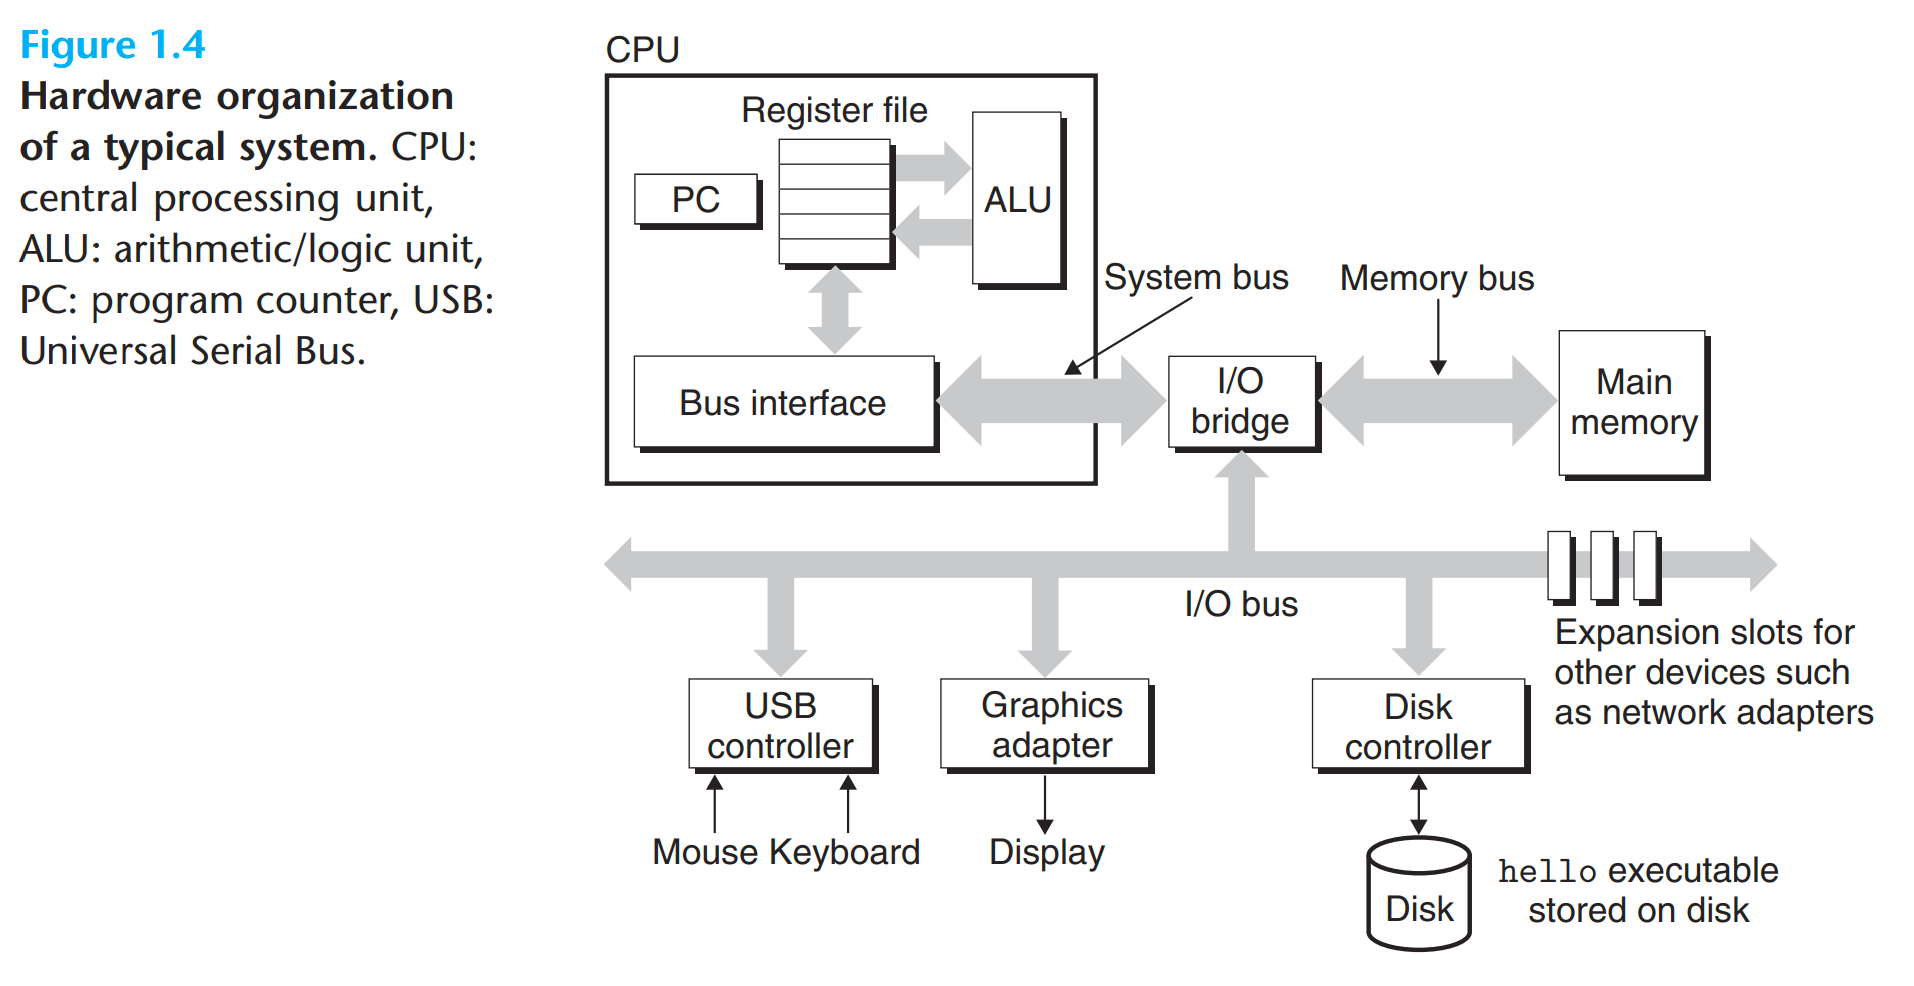 Figure 1.4
Hardware organization
of a typical system. CPU:
central processing unit,
ALU: arithmetic/logic unit,
PC: program counter, USB:
Universal Serial Bus.
CPU
Register file
PC
ALU
System bus
Memory bus
Bus interface
I/O
bridge
Main
memory
I/O bus
Expansion slots for
other devices such
as network adapters
USB
controller
Graphics
adapter
Disk
controller
Mouse Keyboard
Display
Disk
hello executable
stored on disk